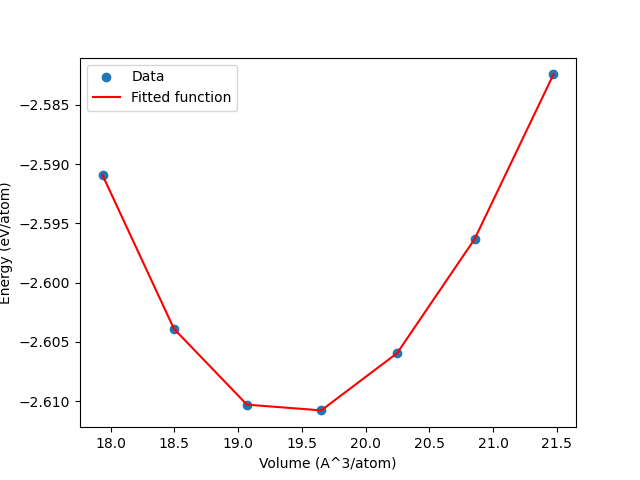 Data
Fitted function
−2.585
−2.590
−2.595
−2.600
−2.605
−2.610
Energy (eV/atom)
18.0 18.5 19.0 19.5 20.0 20.5 21.0 21.5
Volume (A^3/atom)